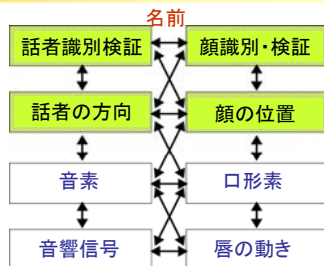 名前
話者識別検証 顔識別・検証
話者の方向 顔の位置
音素 口形素
音響信号 唇の動き